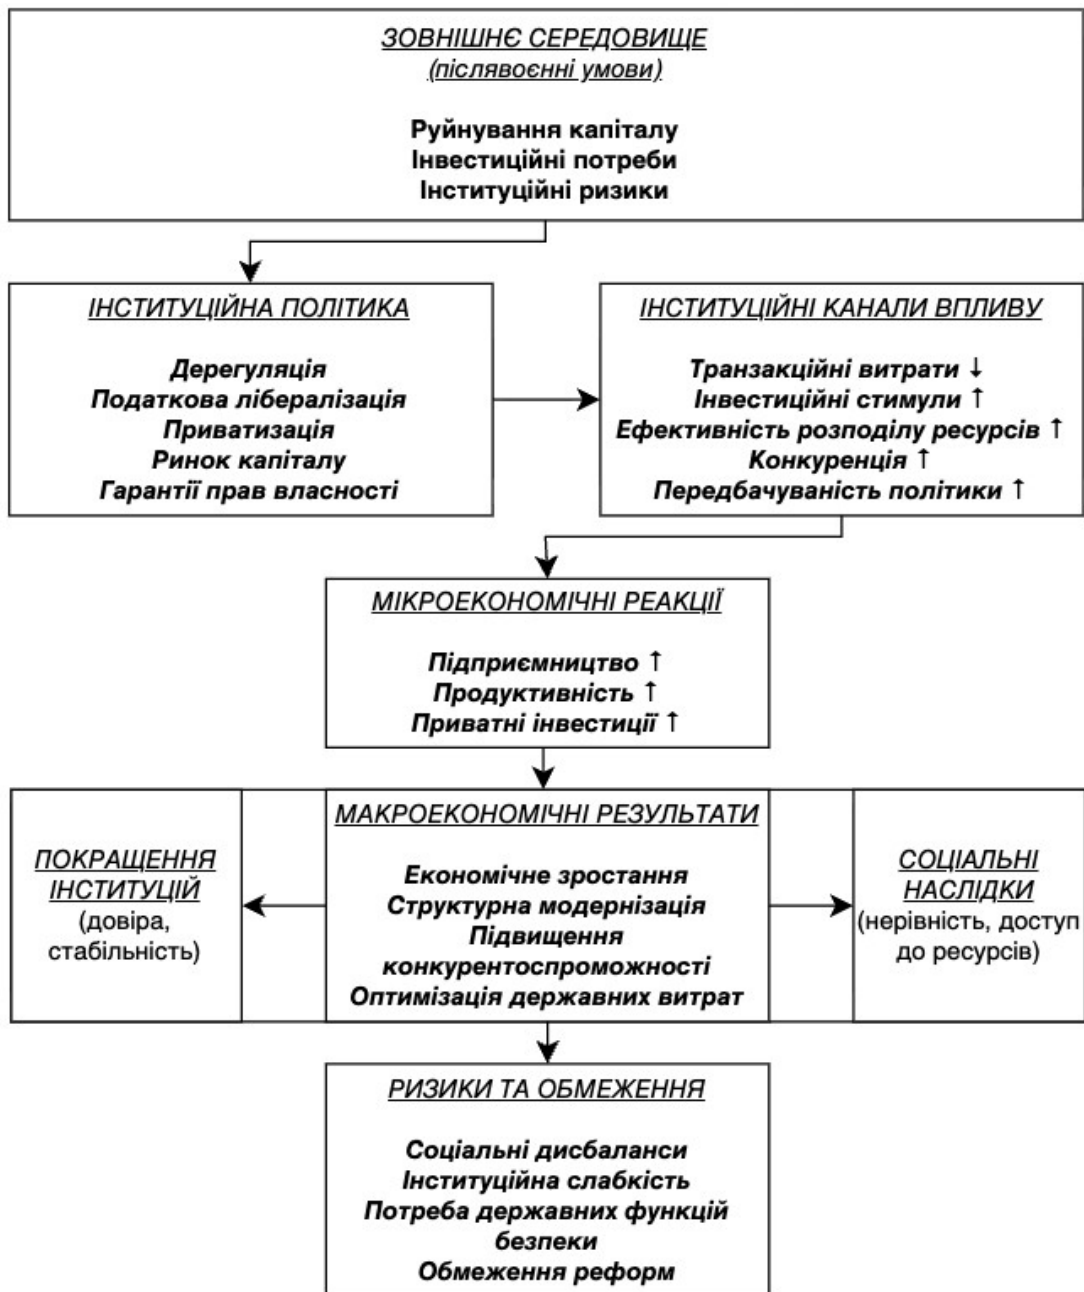 ЗОВНІШНЄ СЕРЕДОВИЩЕ
(післявоєнні умови)
Руйнування капіталу
Інвестиційні потреби
Інституційні ризики
ІНСТИТУЦІЙНА ПОЛІТИКА
Дерегуляція
Податкова лібералізація
Приватизація
Ринок капіталу
Гарантії прав власності
ІНСТИТУЦІЙНІ КАНАЛИ ВПЛИВУ
Транзакційні витрати ↓
Інвестиційні стимули ↑
Ефективність розподілу ресурсів ↑
Конкуренція ↑
Передбачуваність політики ↑
МІКРОЕКОНОМІЧНІ РЕАКЦІЇ
Підприємництво ↑
Продуктивність ↑
Приватні інвестиції ↑
ПОКРАЩЕННЯ
ІНСТИТУЦІЙ
(довіра,
стабільність)
МАКРОЕКОНОМІЧНІ РЕЗУЛЬТАТИ
Економічне зростання
Структурна модернізація
Підвищення
конкурентоспроможності
Оптимізація державних витрат
СОЦІАЛЬНІ
НАСЛІДКИ
(нерівність, доступ
до ресурсів)
РИЗИКИ ТА ОБМЕЖЕННЯ
Соціальні дисбаланси
Інституційна слабкість
Потреба державних функцій
безпеки
Обмеження реформ